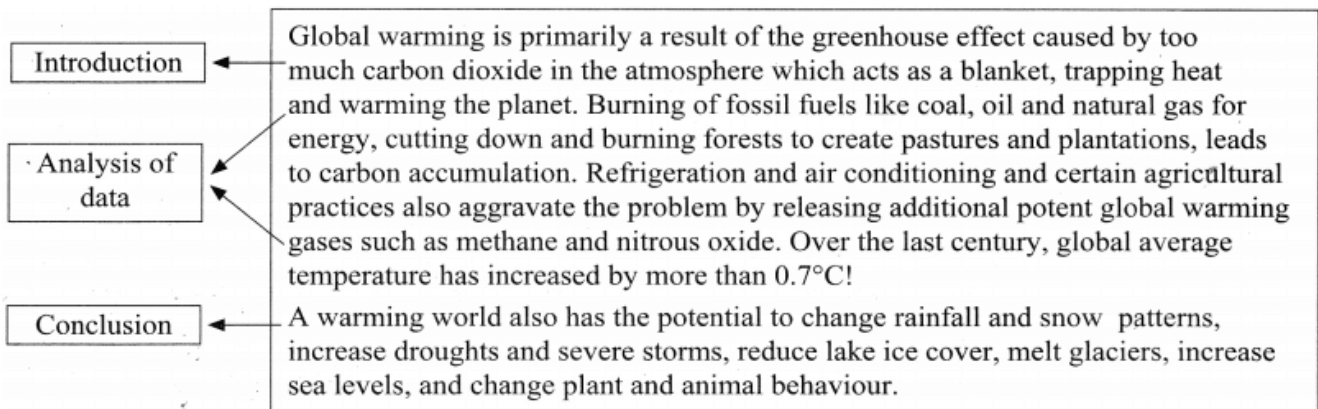 Introduction
Analysis of
data
Conclusion
Global warming is primarily a result of the greenhouse effect caused by too
much carbon dioxide in the atmosphere which acts as a blanket, trapping heat
and warming the planet. Burning of fossil fuels like coal, oil and natural gas for
energy, cutting down and burning forests to create pastures and plantations, leads
to carbon accumulation. Refrigeration and air conditioning and certain agricultural
practices also aggravate the problem by releasing additional potent global warming
gases such as methane and nitrous oxide. Over the last century, global average
temperature has increased by more than 0.7°C!
A warming world also has the potential to change rainfall and snow patterns,
increase droughts and severe storms, reduce lake ice cover, melt glaciers, increase
sea levels, and change plant and animal behaviour.